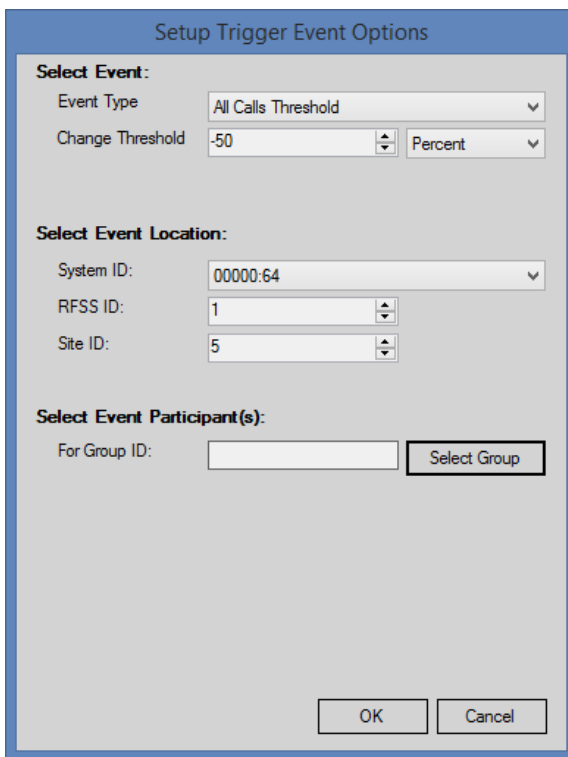 Setup Trigger Event Options
Select Event:
Event Type All Calls Threshold
Change Threshold -50 Percent
Select Event Location:
System ID: 00000:64
RFSS ID: 1
Site ID: 5
Select Event Participant(s):
For Group ID: Select Group
OK Cancel